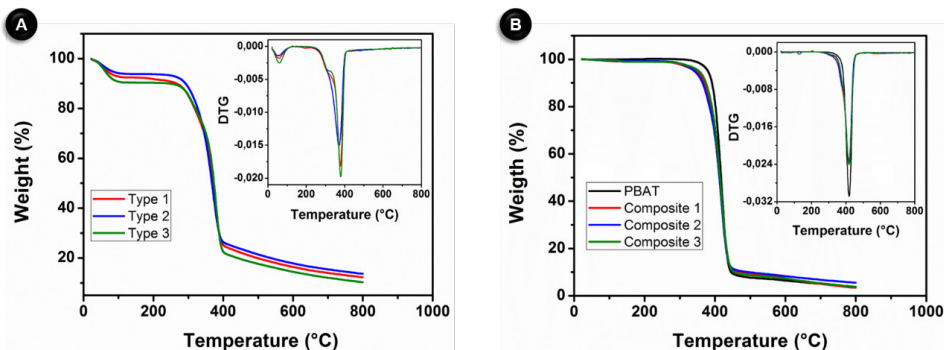 A
100
80
60
40
20
0
200
400
600
800
1000
Weight (%)
Temperature (°C)
Type 1
Type 2
Type 3
0,000
-0,005
-0,010
-0,015
-0,020
DTG
0 200 400 600 800
Temperature (°C)
B
100
80
60
40
20
0
0
200
400
600
800
1000
Weigth (%)
Temperature (°C)
PBAT
Composite 1
Composite 2
Composite 3
0,000
-0,008
-0,016
-0,024
-0,032
DTG
0 200 400 600 800
Temperature (°C)